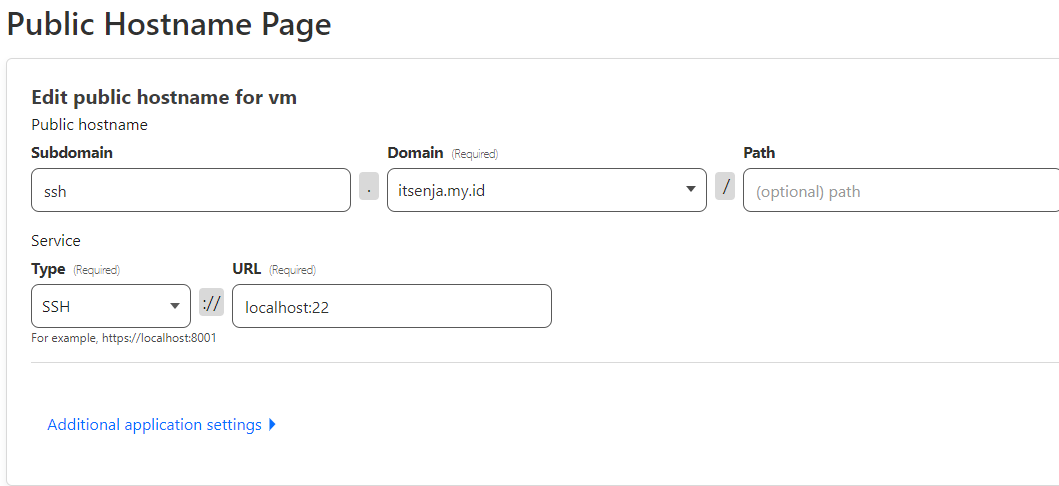 Public Hostname Page
Edit public hostname for vm
Public hostname
Subdomain Domain (Required) Path
ssh . itsenja.my.id / (optional) path
Service
Type (Required) URL (Required)
SSH :// localhost:22
For example, https://localhost:8001
Additional application settings